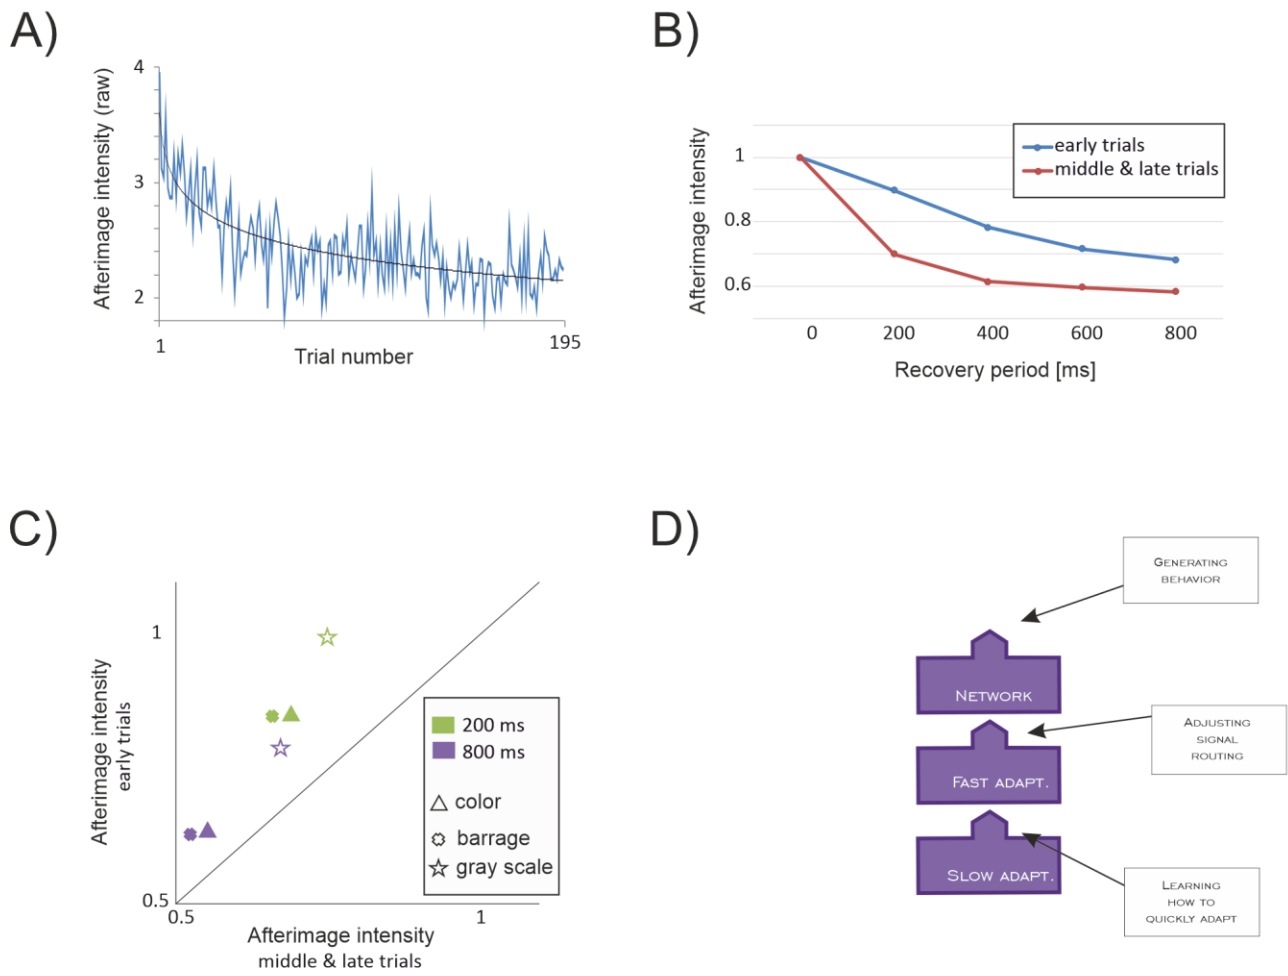 A)
Afterimage intensity (raw)
4
3
2
1
195
Trial number
B)
Afterimage intensity
1
0.8
0.6
early trials
middle & late trials
0
200
400
600
800
Recovery period [ms]
C)
Afterimage intensity
early trials
1
0.5
0.5
1
200 ms
800 ms
color
barrage
gray scale
Afterimage intensity
middle & late trials
D)
GENERATING
BEHAVIOR
NETWORK
ADJUSTING
SIGNAL
ROUTING
FAST ADAPT.
SLOW ADAPT.
LEARNING
HOW TO
QUICKLY ADAPT